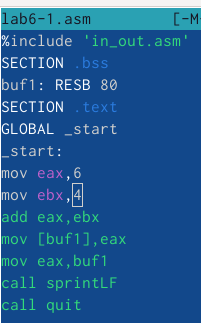 lab6-1.asm [-M
%include 'in_out.asm'
SECTION .bss
buf1: RESB 80
SECTION .text
GLOBAL _start
_start:
mov eax,6
mov ebx,4
add eax,ebx
mov [buf1],eax
mov eax,buf1
call sprintLF
call quit